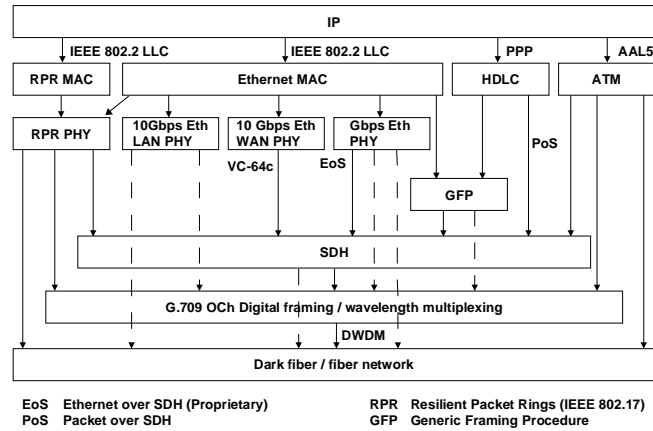 IP
IEEE 802.2 LLC
IEEE 802.2 LLC
PPP
AAL5
RPR MAC
Ethernet MAC
HDLC
ATM
RPR PHY
10Gbps Eth
LAN PHY
10 Gbps Eth
WAN PHY
Gbps Eth
PHY
VC-64c
EoS
PoS
GFP
SDH
G.709 OCh Digital framing / wavelength multiplexing
DWDM
Dark fiber / fiber network
EoS Ethernet over SDH (Proprietary)
RPR Resilient Packet Rings (IEEE 802.17)
PoS Packet over SDH
GFP Generic Framing Procedure